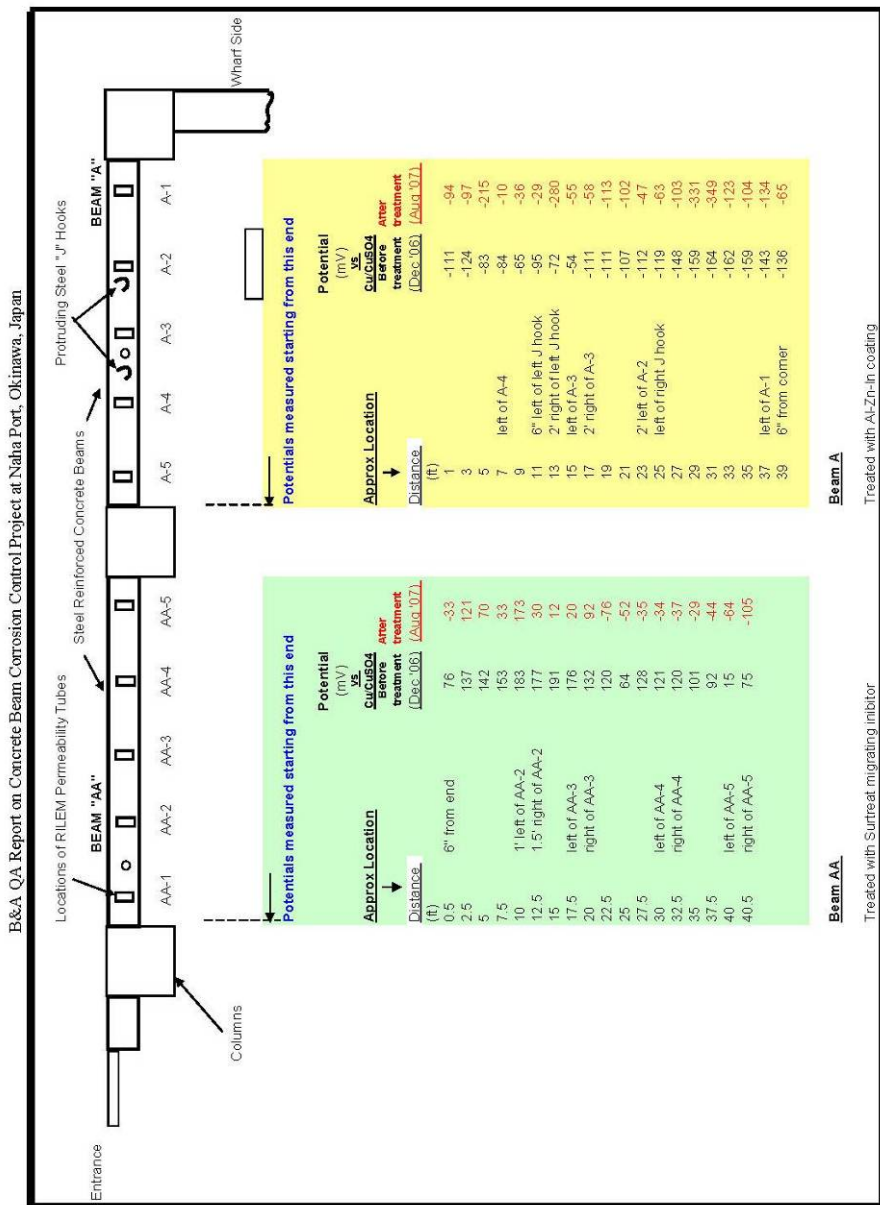 B&A QA Report on Concrete Beam Corrosion Control Project at Naha Port, Okinawa, Japan
Entrance
Locations of RILEM Permeability Tubes
Steel Reinforced Concrete Beams
Protruding Steel "J" Hooks
BEAM "AA"
BEAM "A"
Wharf Side
Columns
AA-1 AA-2 AA-3 AA-4 AA-5
A-5 A-4 A-3 A-2 A-1
Potentials measured starting from this end
Potential
(mV)
vs
Cu/CuSO4
Approx Location
Before treatment
After treatment
Distance (ft)
(Dec '06)
(Aug '07)
0.5 6" from end 76 -33
2.5 137 121
5 142 70
7.5 153 33
10 1' left of AA-2 183 173
12.5 1.5' right of AA-2 177 30
15 191 12
17.5 left of AA-3 176 20
20 right of AA-3 132 92
22.5 120 -76
25 64 -52
27.5 128 -35
30 left of AA-4 121 -34
32.5 right of AA-4 120 -37
35 101 -29
37.5 92 -44
40 left of AA-5 15 -64
40.5 right of AA-5 75 -105
Beam AA
Treated with Surtreat migrating inibitor
Potentials measured starting from this end
Potential
(mV)
vs
Cu/CuSO4
Approx Location
Before treatment
After treatment
Distance (ft)
(Dec '06)
(Aug '07)
1 -111 -94
3 -124 -97
5 -83 -215
7 left of A-4 -84 -10
9 -65 -36
11 6" left of left J hook -95 -29
13 2' right of left J hook -72 -280
15 left of A-3 -54 -55
17 2' right of A-3 -111 -58
19 -111 -113
21 -107 -102
23 2' left of A-2 -112 -47
25 left of right J hook -119 -63
27 -148 -103
29 -159 -331
31 -164 -349
33 -162 -123
35 -159 -104
37 left of A-1 -143 -134
39 6" from corner -136 -65
Beam A
Treated with Al-Zn-In coating